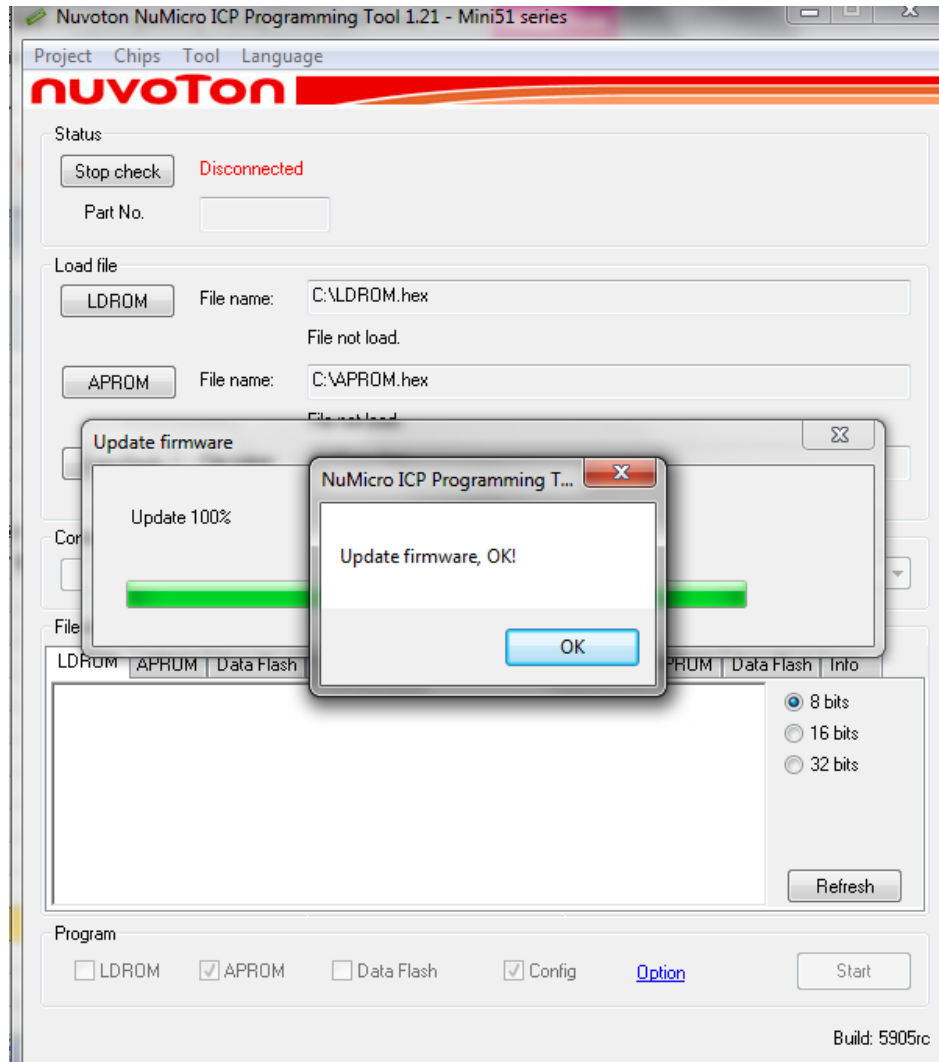 Nuvoton NuMicro ICP Programming Tool 1.21 - Mini51 series
Project Chips Tool Language
nuvoTon
Status
Stop check Disconnected
Part No.
Load file
LDROM File name: C:\LDROM.hex
File not load.
APROM File name: C:\APROM.hex
File not load.
Update firmware
NuMicro ICP Programming T...
Update 100%
Update firmware, OK!
OK
LDROM APROM Data Flash Data Flash Info
8 bits
16 bits
32 bits
Refresh
Program
LDROM APROM Data Flash Config Option Start
Build: 5905rc